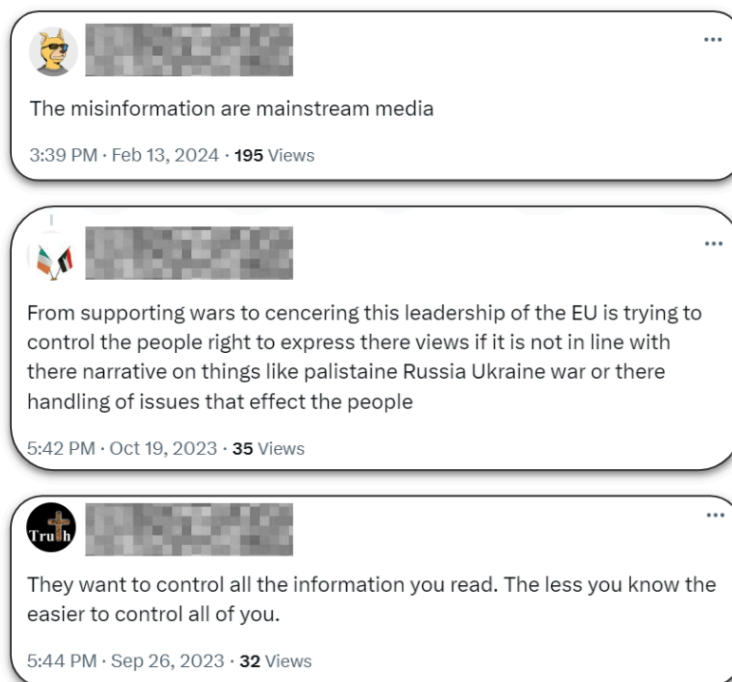 The misinformation are mainstream media
3:39 PM · Feb 13, 2024 · 195 Views
From supporting wars to cencering this leadership of the EU is trying to
control the people right to express there views if it is not in line with
there narrative on things like palistaine Russia Ukraine war or there
handling of issues that effect the people
5:42 PM · Oct 19, 2023 · 35 Views
Truth
They want to control all the information you read. The less you know the
easier to control all of you.
5:44 PM · Sep 26, 2023 · 32 Views